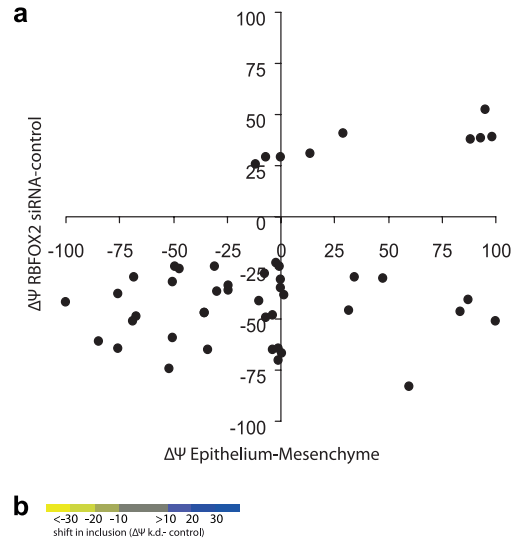 a
100
75
50
25
0
-100 -75 -50 -25 0 25 50 75 100
-25
-50
-75
-100
ΔΨ RBFOX2 siRNA-control
ΔΨ Epithelium-Mesenchyme
b
<-30 -20 -10 >10 20 30
shift in inclusion (ΔΨ k.d.- control)